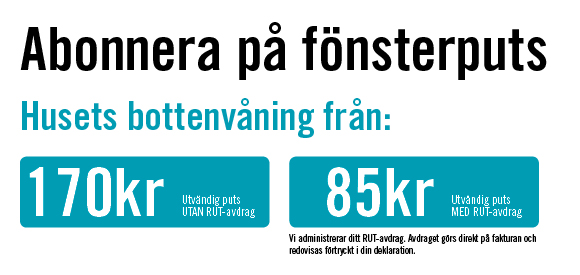 Abonnera på fönsterputs
Husets bottenvåning från:
170kr
Utvändig puts
UTAN RUT-avdrag
85kr
Utvändig puts
MED RUT-avdrag
Vi administrerar ditt RUT-avdrag. Avdraget görs direkt på fakturan och
redovisas förtryckt i din deklaration.